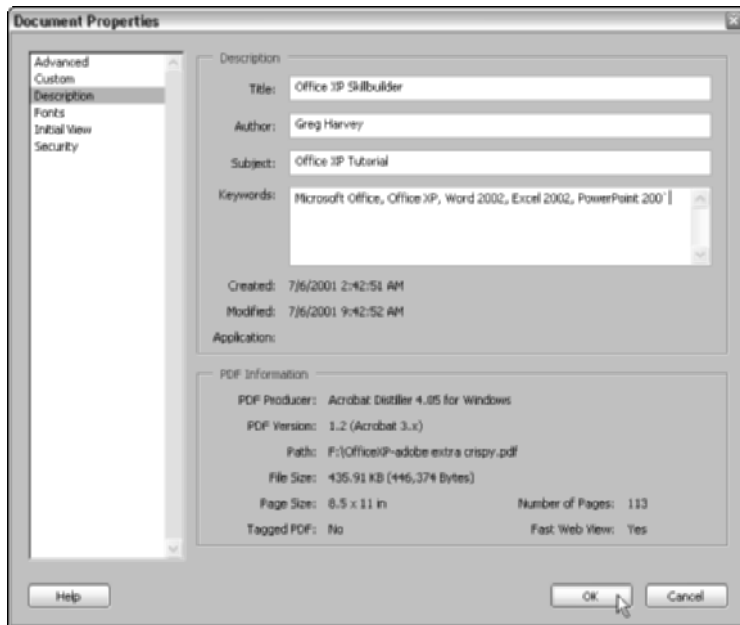 Document Properties
Advanced
Custom
Description
Fonts
Initial View
Security
Description
Title: Office XP Skillbuilder
Author: Greg Harvey
Subject: Office XP Tutorial
Keywords: Microsoft Office, Office XP, Word 2002, Excel 2002, PowerPoint 200`
Created: 7/6/2001 2:42:51 AM
Modified: 7/6/2001 9:42:52 AM
Application:
PDF Information
PDF Producer: Acrobat Distiller 4.05 for Windows
PDF Version: 1.2 (Acrobat 3.x)
Path: F:\OfficeXP-adobe extra crispy.pdf
File Size: 435.91 KB (446,374 Bytes)
Page Size: 8.5 x 11 in Number of Pages: 113
Tagged PDF: No Fast Web View: Yes
Help OK Cancel